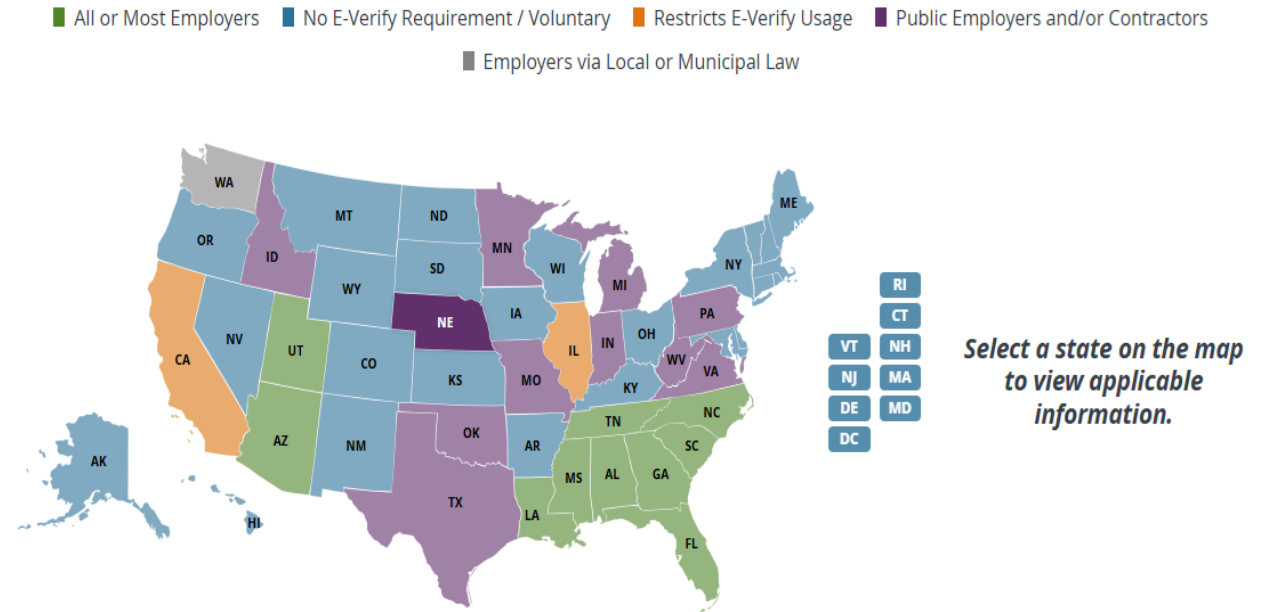 All or Most Employers
No E-Verify Requirement / Voluntary
Restricts E-Verify Usage
Public Employers and/or Contractors
Employers via Local or Municipal Law
WA
MT
ND
MN
ME
OR
ID
SD
WI
NY
WY
MI
NE
IA
PA
NV
UT
CO
KS
MO
IL
IN
OH
WV
VA
KY
CA
AZ
NM
OK
AR
TN
NC
SC
MS
AL
GA
TX
LA
FL
AK
HI
RI
CT
VT
NH
NJ
MA
DE
MD
DC
Select a state on the map
to view applicable
information.